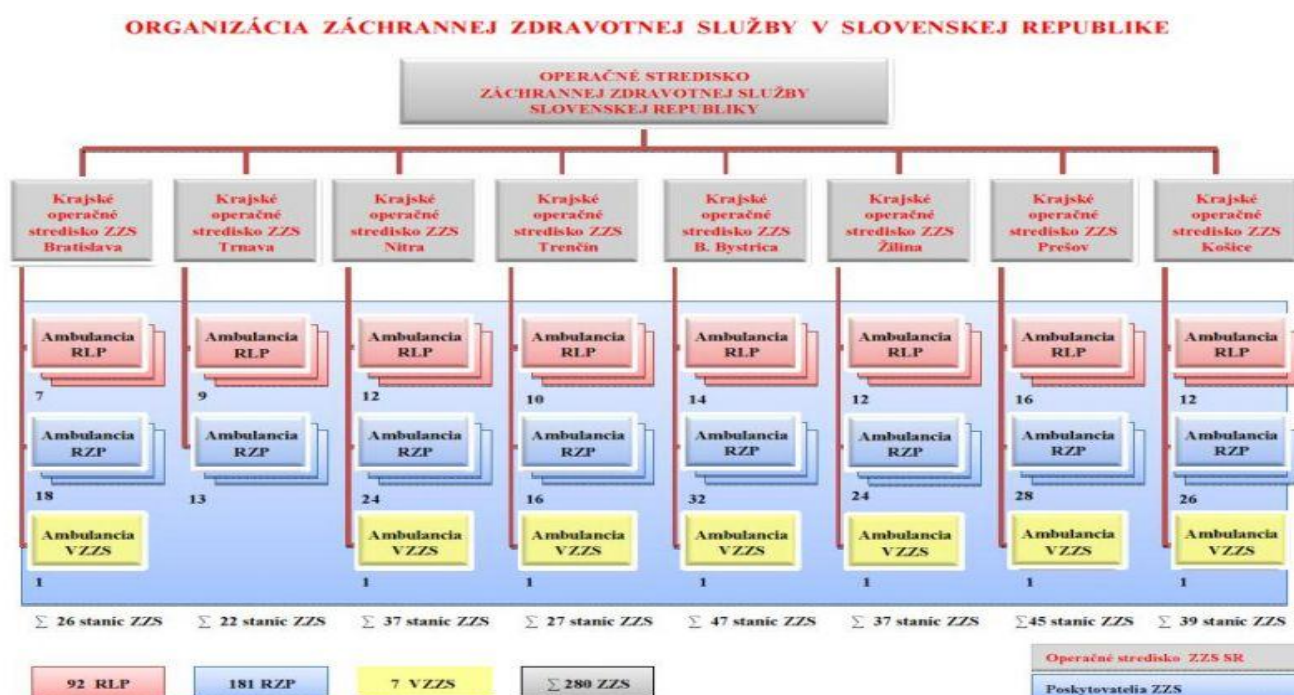 ORGANIZÁCIA ZÁCHRANNEJ ZDRAVOTNEJ SLUŽBY V SLOVENSKEJ REPUBLIKE
OPERAČNÉ STREDISKO
ZÁCHRANNEJ ZDRAVOTNEJ SLUŽBY
SLOVENSKEJ REPUBLIKY
Krajské
operačné
stredisko ZZS
Bratislava
Krajské
operačné
stredisko ZZS
Trnava
Krajské
operačné
stredisko ZZS
Nitra
Krajské
operačné
stredisko ZZS
Trenčín
Krajské
operačné
stredisko ZZS
B. Bystrica
Krajské
operačné
stredisko ZZS
Žilina
Krajské
operačné
stredisko ZZS
Prešov
Krajské
operačné
stredisko ZZS
Košice
Ambulancia
RLP
Ambulancia
RLP
Ambulancia
RLP
Ambulancia
RLP
Ambulancia
RLP
Ambulancia
RLP
Ambulancia
RLP
Ambulancia
RLP
7 9 12 10 14 12 16 12
Ambulancia
RZP
Ambulancia
RZP
Ambulancia
RZP
Ambulancia
RZP
Ambulancia
RZP
Ambulancia
RZP
Ambulancia
RZP
Ambulancia
RZP
18 13 24 16 32 24 28 26
Ambulancia
VZZS
Ambulancia
VZZS
Ambulancia
VZZS
Ambulancia
VZZS
Ambulancia
VZZS
Ambulancia
VZZS
Ambulancia
VZZS
1 1 1 1 1 1 1
∑ 26 staníc ZZS ∑ 22 staníc ZZS ∑ 37 staníc ZZS ∑ 27 staníc ZZS ∑ 47 staníc ZZS ∑ 37 staníc ZZS ∑45 staníc ZZS ∑ 39 staníc ZZS
92 RLP 181 RZP 7 VZZS ∑ 280 ZZS
Operačné stredisko ZZS SR
Poskytovatelia ZZS